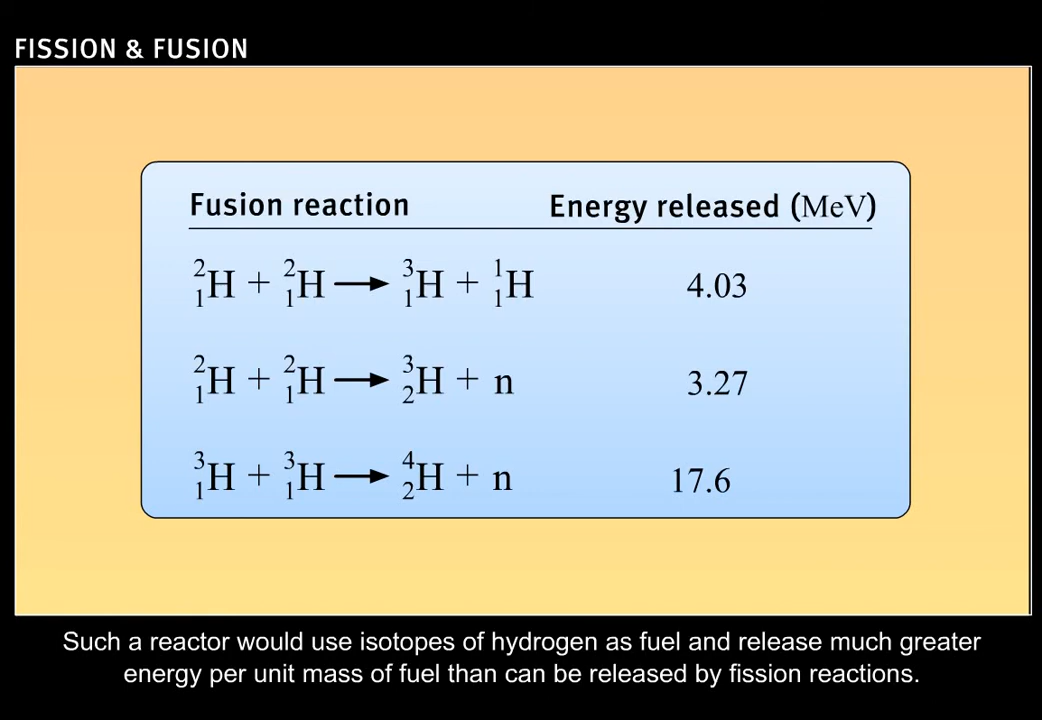 FISSION & FUSION
Fusion reaction Energy released (MeV)
²₁H + ²₁H → ³₁H + ¹₁H 4.03
²₁H + ²₁H → ³₂H + n 3.27
³₁H + ³₁H → ⁴₂H + n 17.6
Such a reactor would use isotopes of hydrogen as fuel and release much greater
energy per unit mass of fuel than can be released by fission reactions.